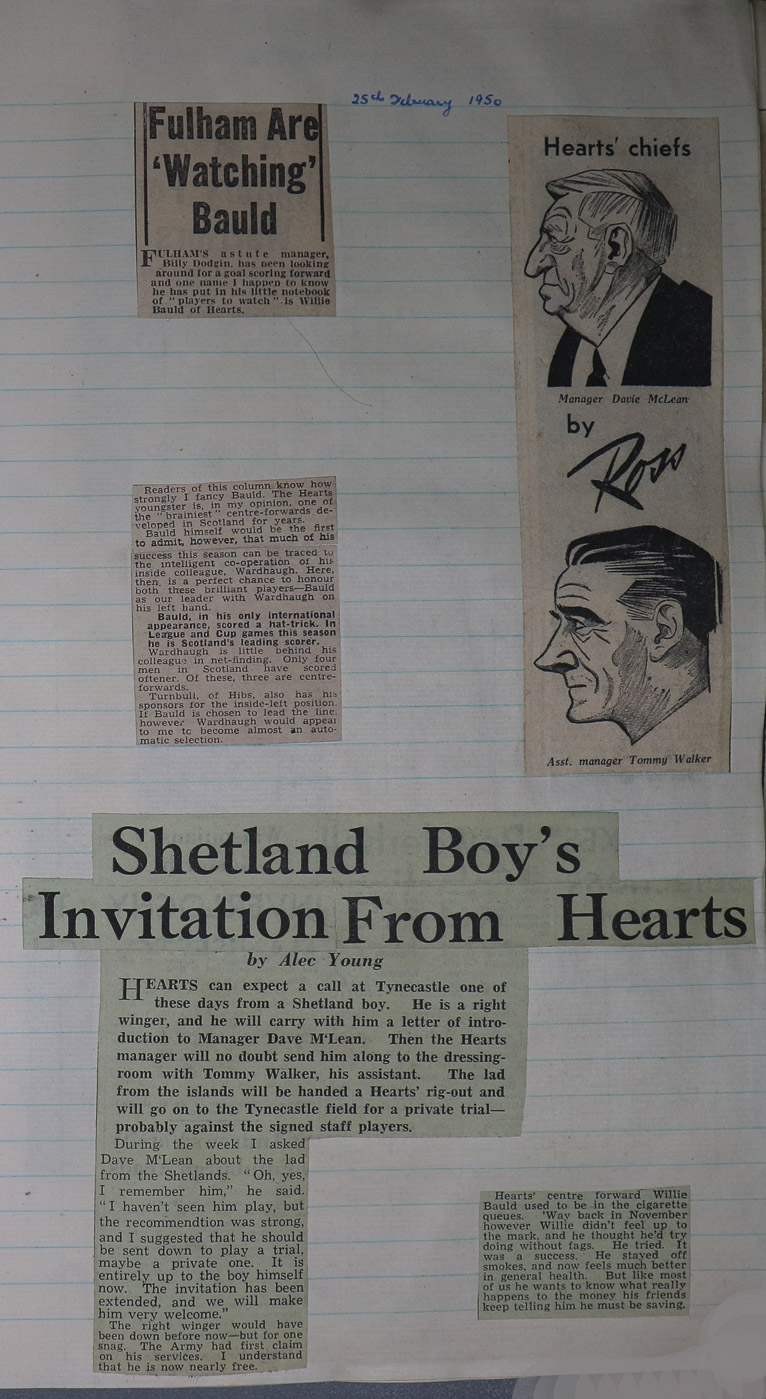 25th February 1950
Fulham Are
'Watching'
Bauld
FULHAM'S astute manager,
Billy Dodgin, has been looking
around for a goal scoring forward
and one name I happen to know
he has put in his little notebook
of "players to watch" is Willie
Bauld of Hearts.
Hearts' chiefs
Manager Davie McLean
by
Ross
Asst. manager Tommy Walker
Readers of this column know how
strongly I fancy Bauld. The Hearts
youngster is, in my opinion, one of
the "brainiest" centre-forwards de-
veloped in Scotland for years.
Bauld himself would be the first
to admit, however, that much of his
success this season can be traced to
the intelligent co-operation of his
inside colleague, Wardhaugh. Here,
then, is a perfect chance to honour
both these brilliant players—Bauld
as our leader with Wardhaugh on
his left hand.
Bauld, in his only international
appearance, scored a hat-trick. In
League and Cup games this season
he is Scotland's leading scorer.
Wardhaugh is little behind his
colleague in net-finding. Only four
men in Scotland have scored
oftener. Of these, three are centre-
forwards.
Turnbull, of Hibs, also has his
sponsors for the inside-left position.
If Bauld is chosen to lead the line,
however Wardhaugh would appear
to me to become almost an auto-
matic selection.
Shetland Boy's
Invitation From Hearts
by Alec Young
HEARTS can expect a call at Tynecastle one of
these days from a Shetland boy. He is a right
winger, and he will carry with him a letter of intro-
duction to Manager Dave M'Lean. Then the Hearts
manager will no doubt send him along to the dressing-
room with Tommy Walker, his assistant. The lad
from the islands will be handed a Hearts' rig-out and
will go on to the Tynecastle field for a private trial—
probably against the signed staff players.
During the week I asked
Dave M'Lean about the lad
from the Shetlands. "Oh, yes,
I remember him," he said.
"I haven't seen him play, but
the recommendtion was strong,
and I suggested that he should
be sent down to play a trial,
maybe a private one. It is
entirely up to the boy himself
now. The invitation has been
extended, and we will make
him very welcome."
The right winger would have
been down before now—but for one
snag. The Army had first claim
on his services. I understand
that he is now nearly free.
Hearts' centre forward Willie
Bauld used to be in the cigarette
queues. 'Way back in November
however Willie didn't feel up to
the mark, and he thought he'd try
doing without fags. He tried. It
was a success. He stayed off
smokes, and now feels much better
in general health. But like most
of us he wants to know what really
happens to the money his friends
keep telling him he must be saving.